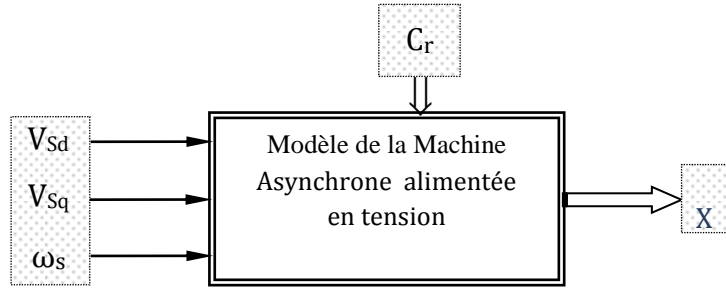 Cr
VSd
VSq
ωs
Modèle de la Machine
Asynchrone alimentée
en tension
X